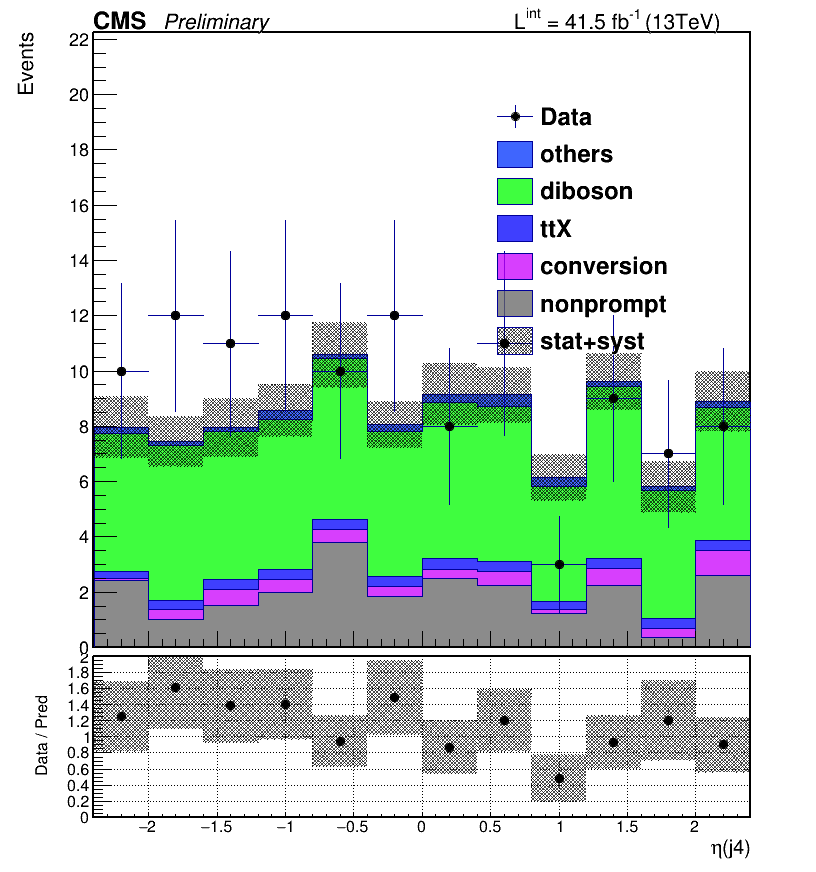 CMS Preliminary L^int = 41.5 fb^-1 (13TeV)
Events
22
20
18
16
14
12
10
8
6
4
2
0
Data
others
diboson
ttX
conversion
nonprompt
stat+syst
Data / Pred
2
1.8
1.6
1.4
1.2
1
0.8
0.6
0.4
0.2
0
−2 −1.5 −1 −0.5 0 0.5 1 1.5 2
η(j4)